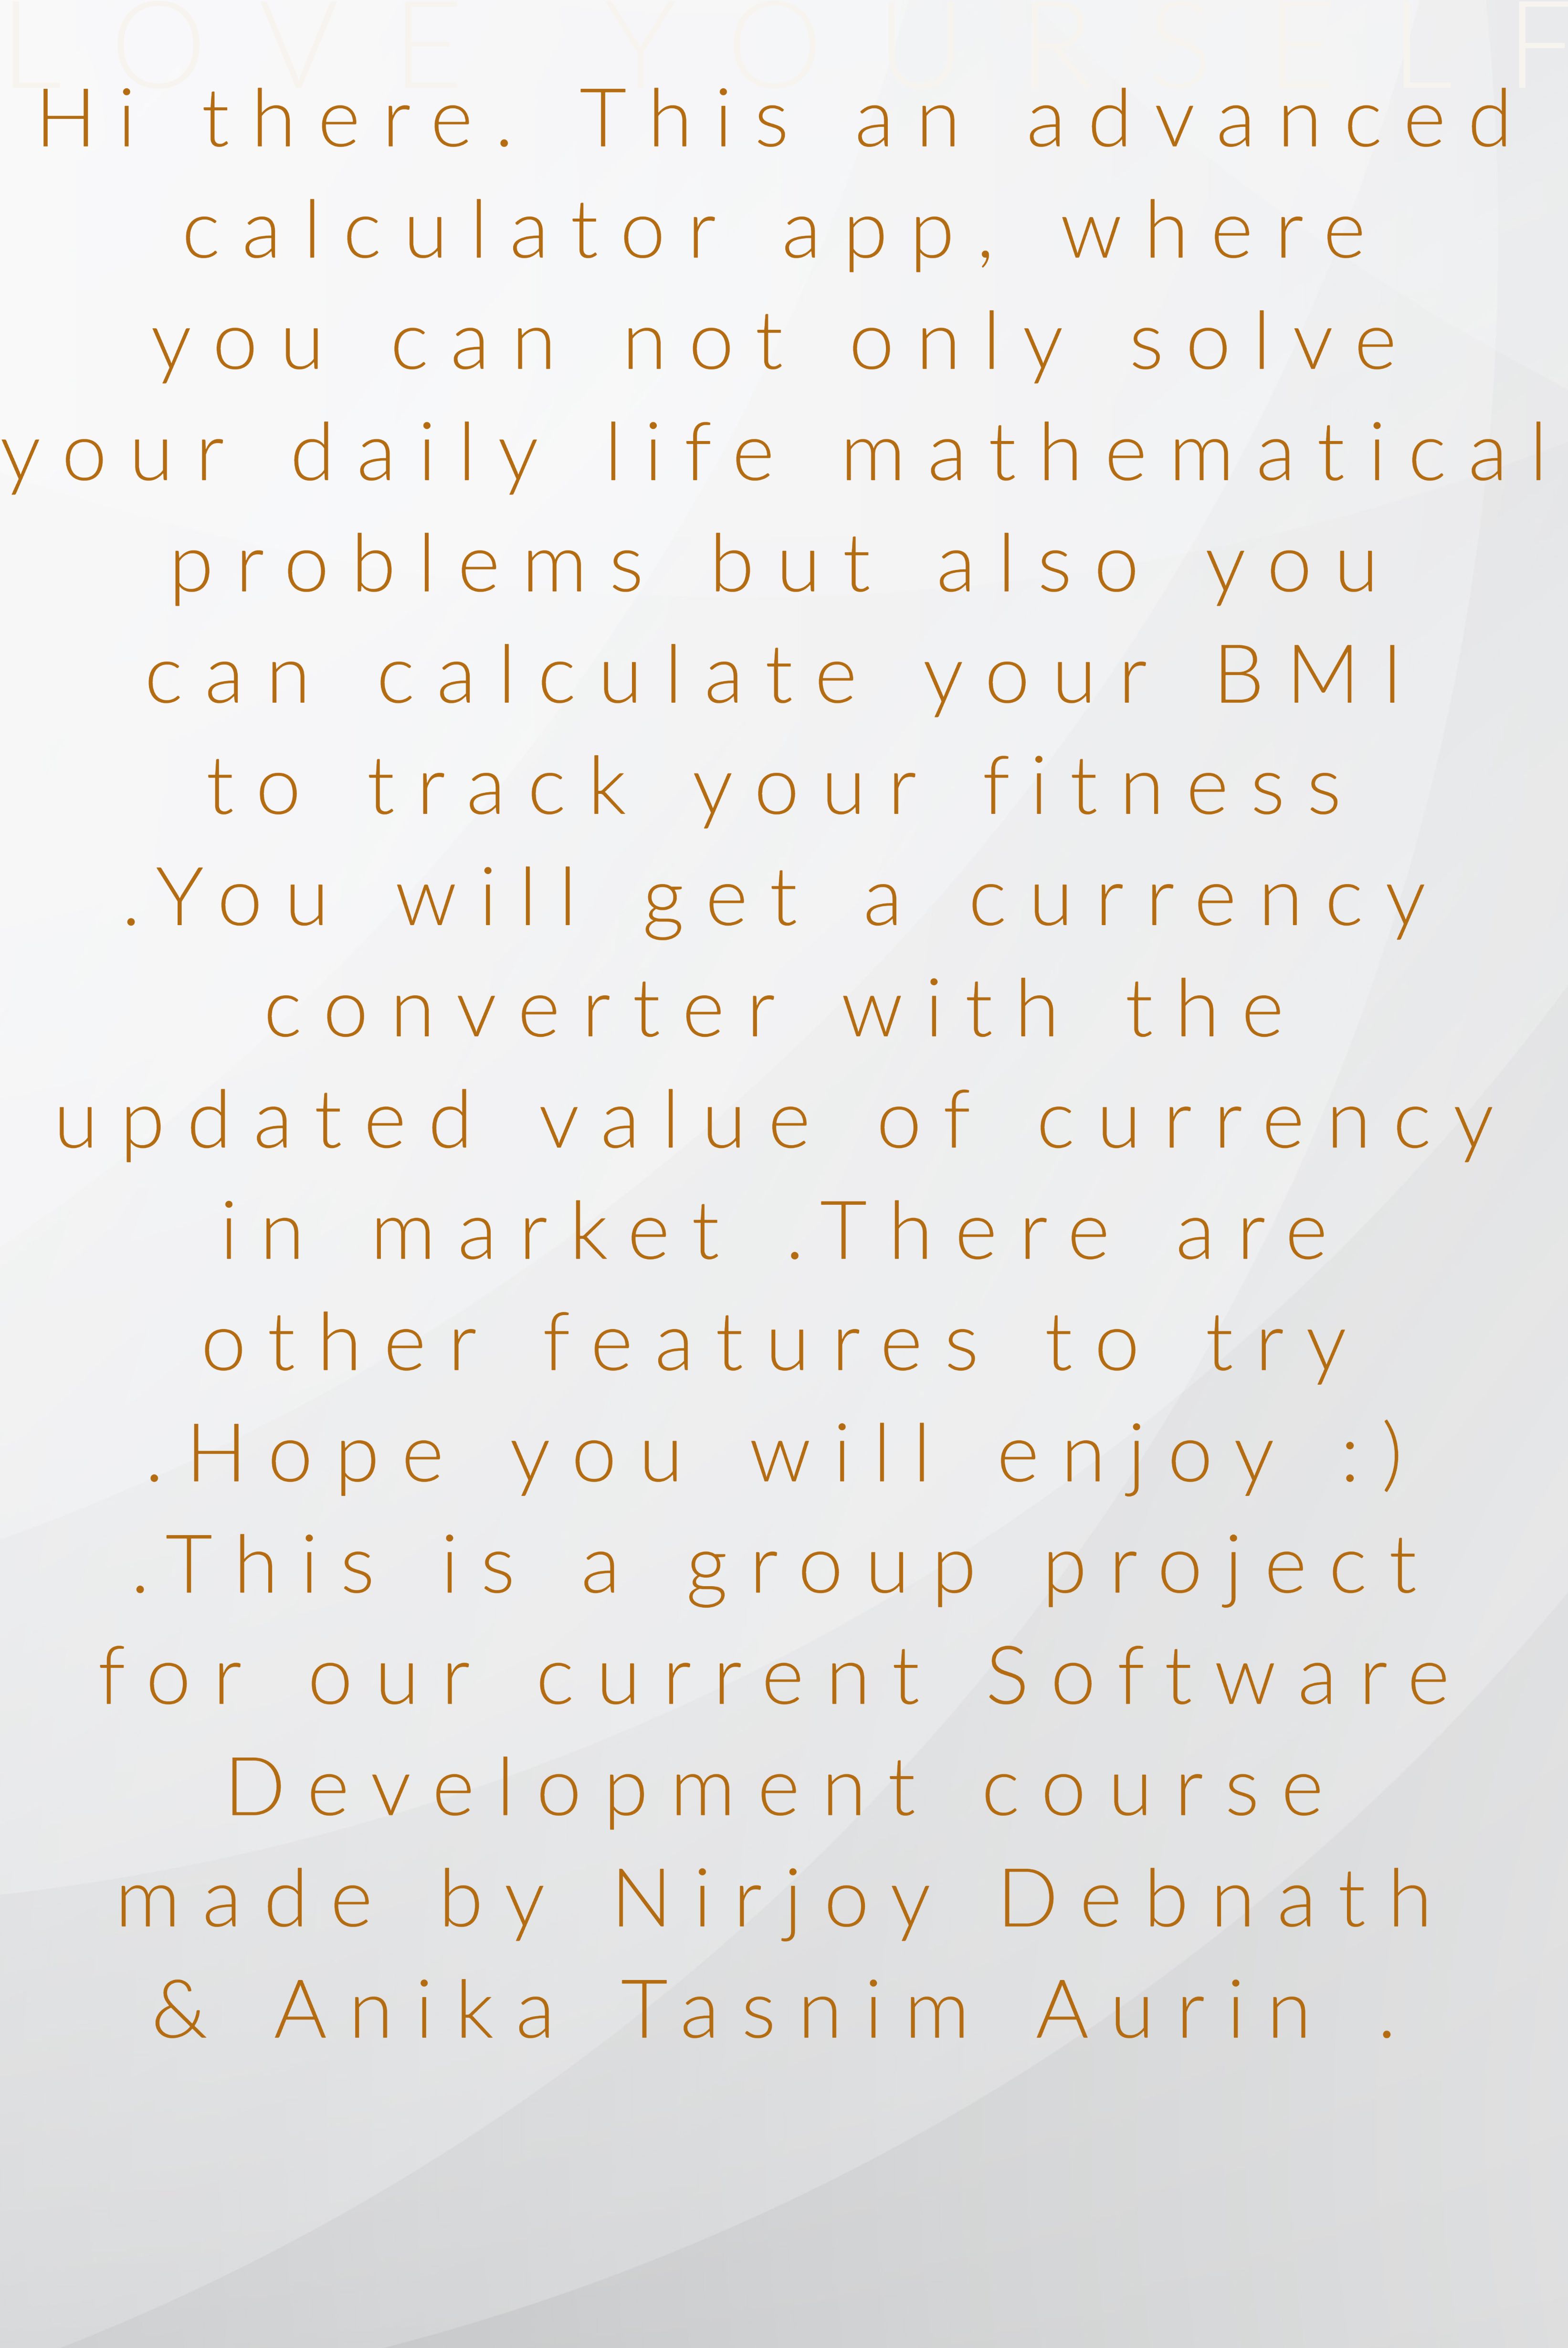 LOVE YOURSELF
Hi there. This an advanced
calculator app, where
you can not only solve
your daily life mathematical
problems but also you
can calculate your BMI
to track your fitness
.You will get a currency
converter with the
updated value of currency
in market .There are
other features to try
.Hope you will enjoy :)
.This is a group project
for our current Software
Development course
made by Nirjoy Debnath
& Anika Tasnim Aurin .